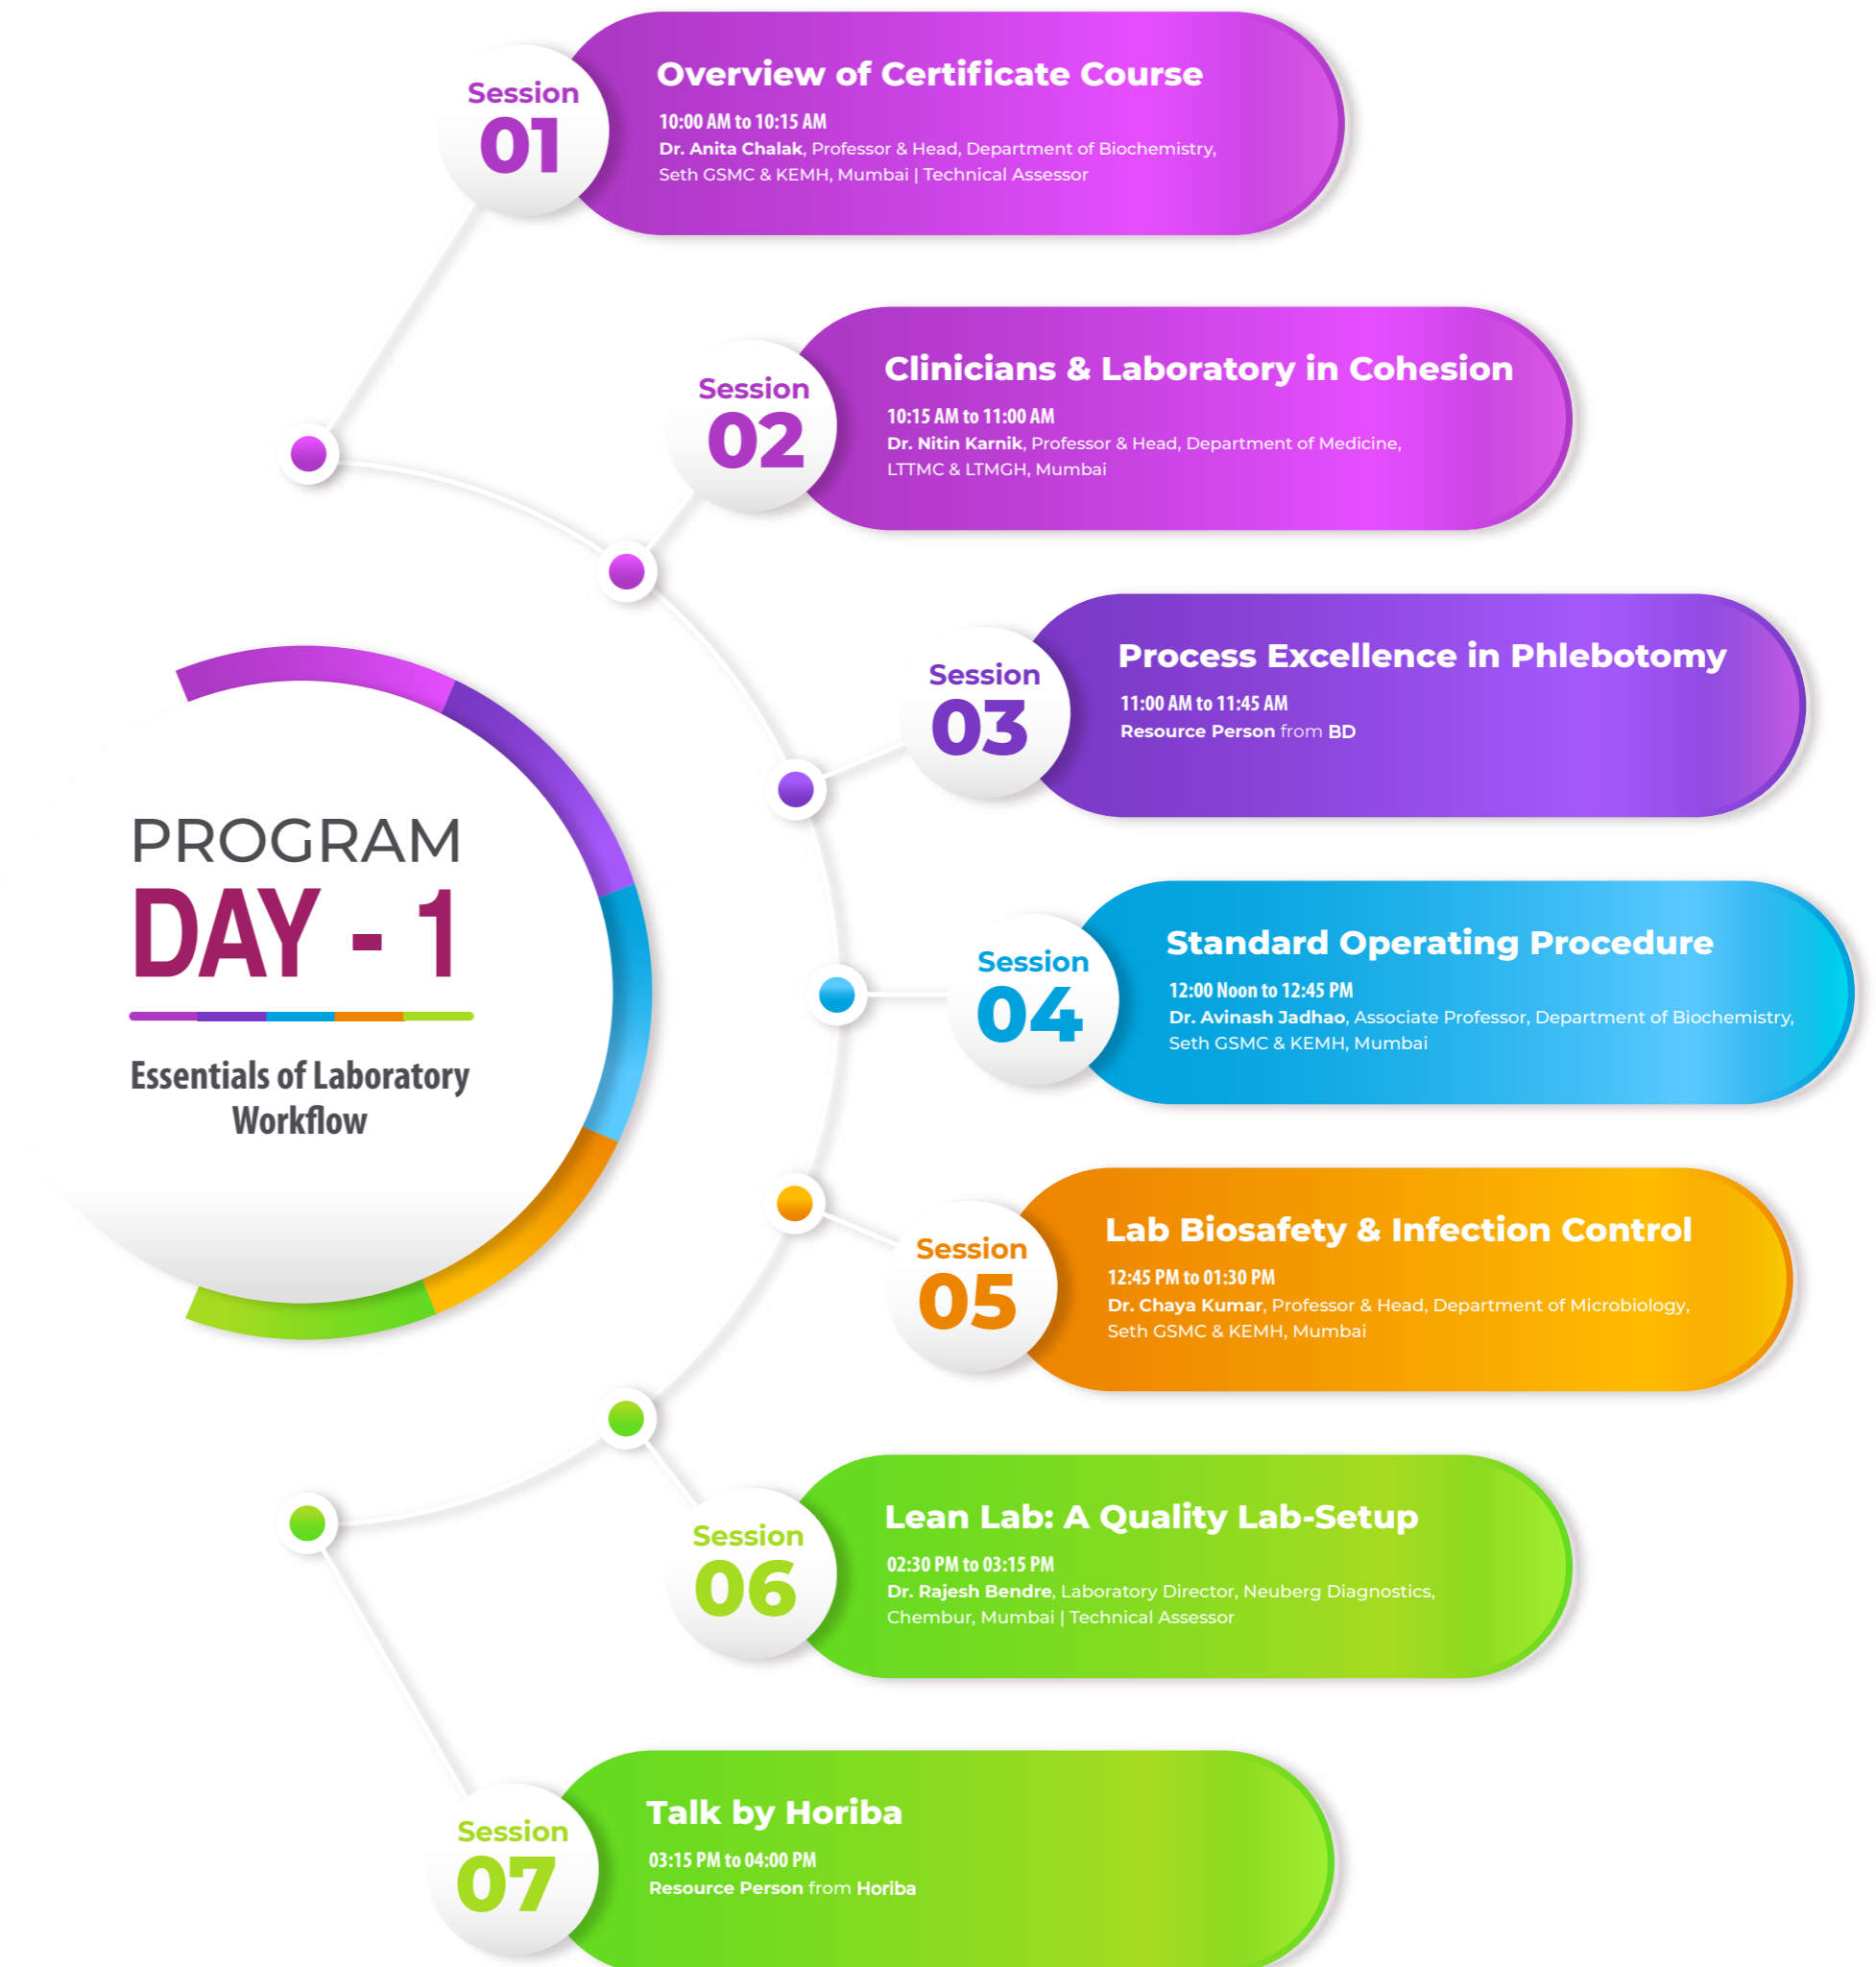 PROGRAM
DAY - 1
Essentials of Laboratory
Workflow
Session
01
Overview of Certificate Course
10:00 AM to 10:15 AM
Dr. Anita Chalak, Professor & Head, Department of Biochemistry,
Seth GSMC & KEMH, Mumbai | Technical Assessor
Session
02
Clinicians & Laboratory in Cohesion
10:15 AM to 11:00 AM
Dr. Nitin Karnik, Professor & Head, Department of Medicine,
LTTMC & LTMGH, Mumbai
Session
03
Process Excellence in Phlebotomy
11:00 AM to 11:45 AM
Resource Person from BD
Session
04
Standard Operating Procedure
12:00 Noon to 12:45 PM
Dr. Avinash Jadhao, Associate Professor, Department of Biochemistry,
Seth GSMC & KEMH, Mumbai
Session
05
Lab Biosafety & Infection Control
12:45 PM to 01:30 PM
Dr. Chaya Kumar, Professor & Head, Department of Microbiology,
Seth GSMC & KEMH, Mumbai
Session
06
Lean Lab: A Quality Lab-Setup
02:30 PM to 03:15 PM
Dr. Rajesh Bendre, Laboratory Director, Neuberg Diagnostics,
Chembur, Mumbai | Technical Assessor
Session
07
Talk by Horiba
03:15 PM to 04:00 PM
Resource Person from Horiba